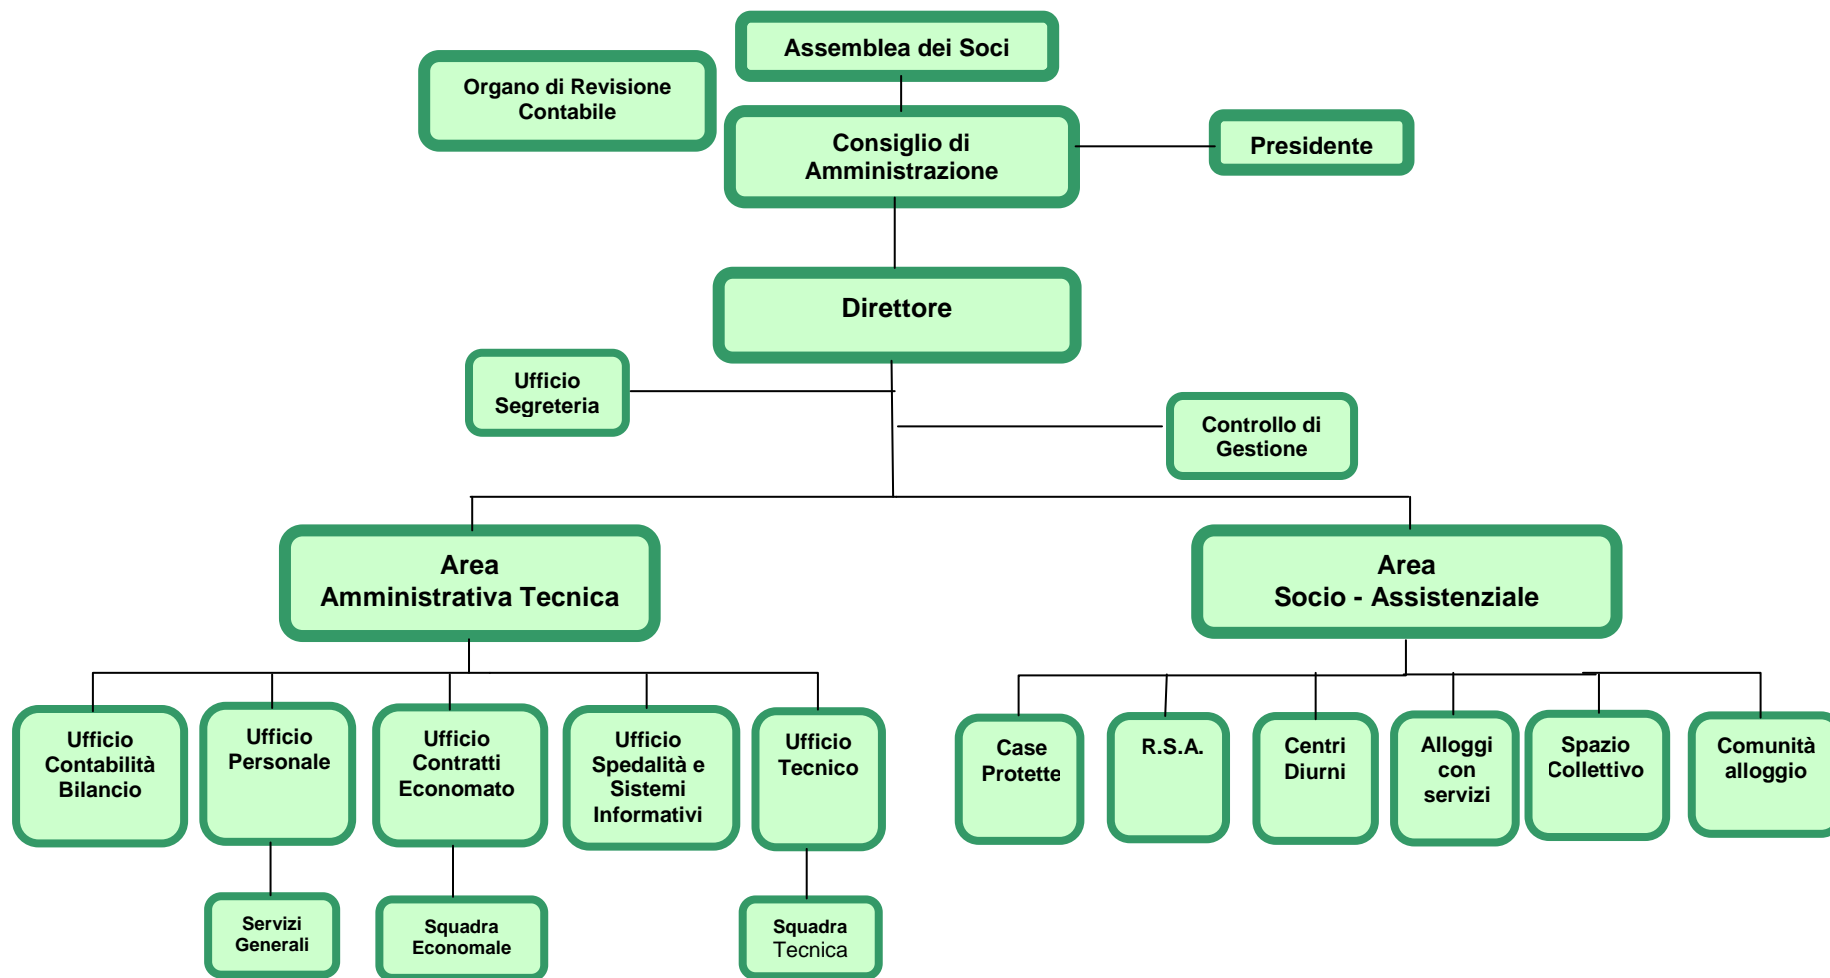 Assemblea dei Soci
Organo di Revisione
Contabile
Consiglio di
Amministrazione
Presidente
Direttore
Ufficio
Segreteria
Controllo di
Gestione
Area
Amministrativa Tecnica
Area
Socio - Assistenziale
Ufficio
Contabilità
Bilancio
Ufficio
Personale
Ufficio
Contratti
Economato
Ufficio
Spedalità e
Sistemi
Informativi
Ufficio
Tecnico
Case
Protette
R.S.A.
Centri
Diurni
Alloggi
con
servizi
Spazio
Collettivo
Comunità
alloggio
Servizi
Generali
Squadra
Economale
Squadra
Tecnica